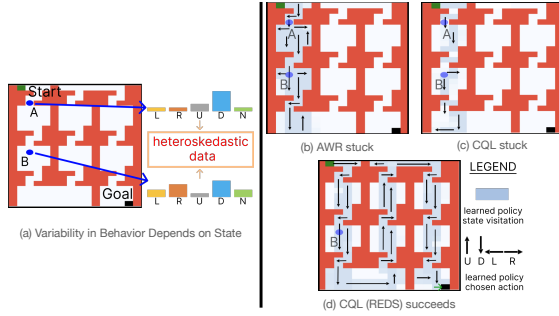 Start
A
B
Goal
L R U D N
heteroskedastic
data
L R U D N
(a) Variability in Behavior Depends on State
A
B
(b) AWR stuck
A
B
(c) CQL stuck
B
(d) CQL (REDS) succeeds
LEGEND
learned policy
state visitation
U D L R
learned policy
chosen action